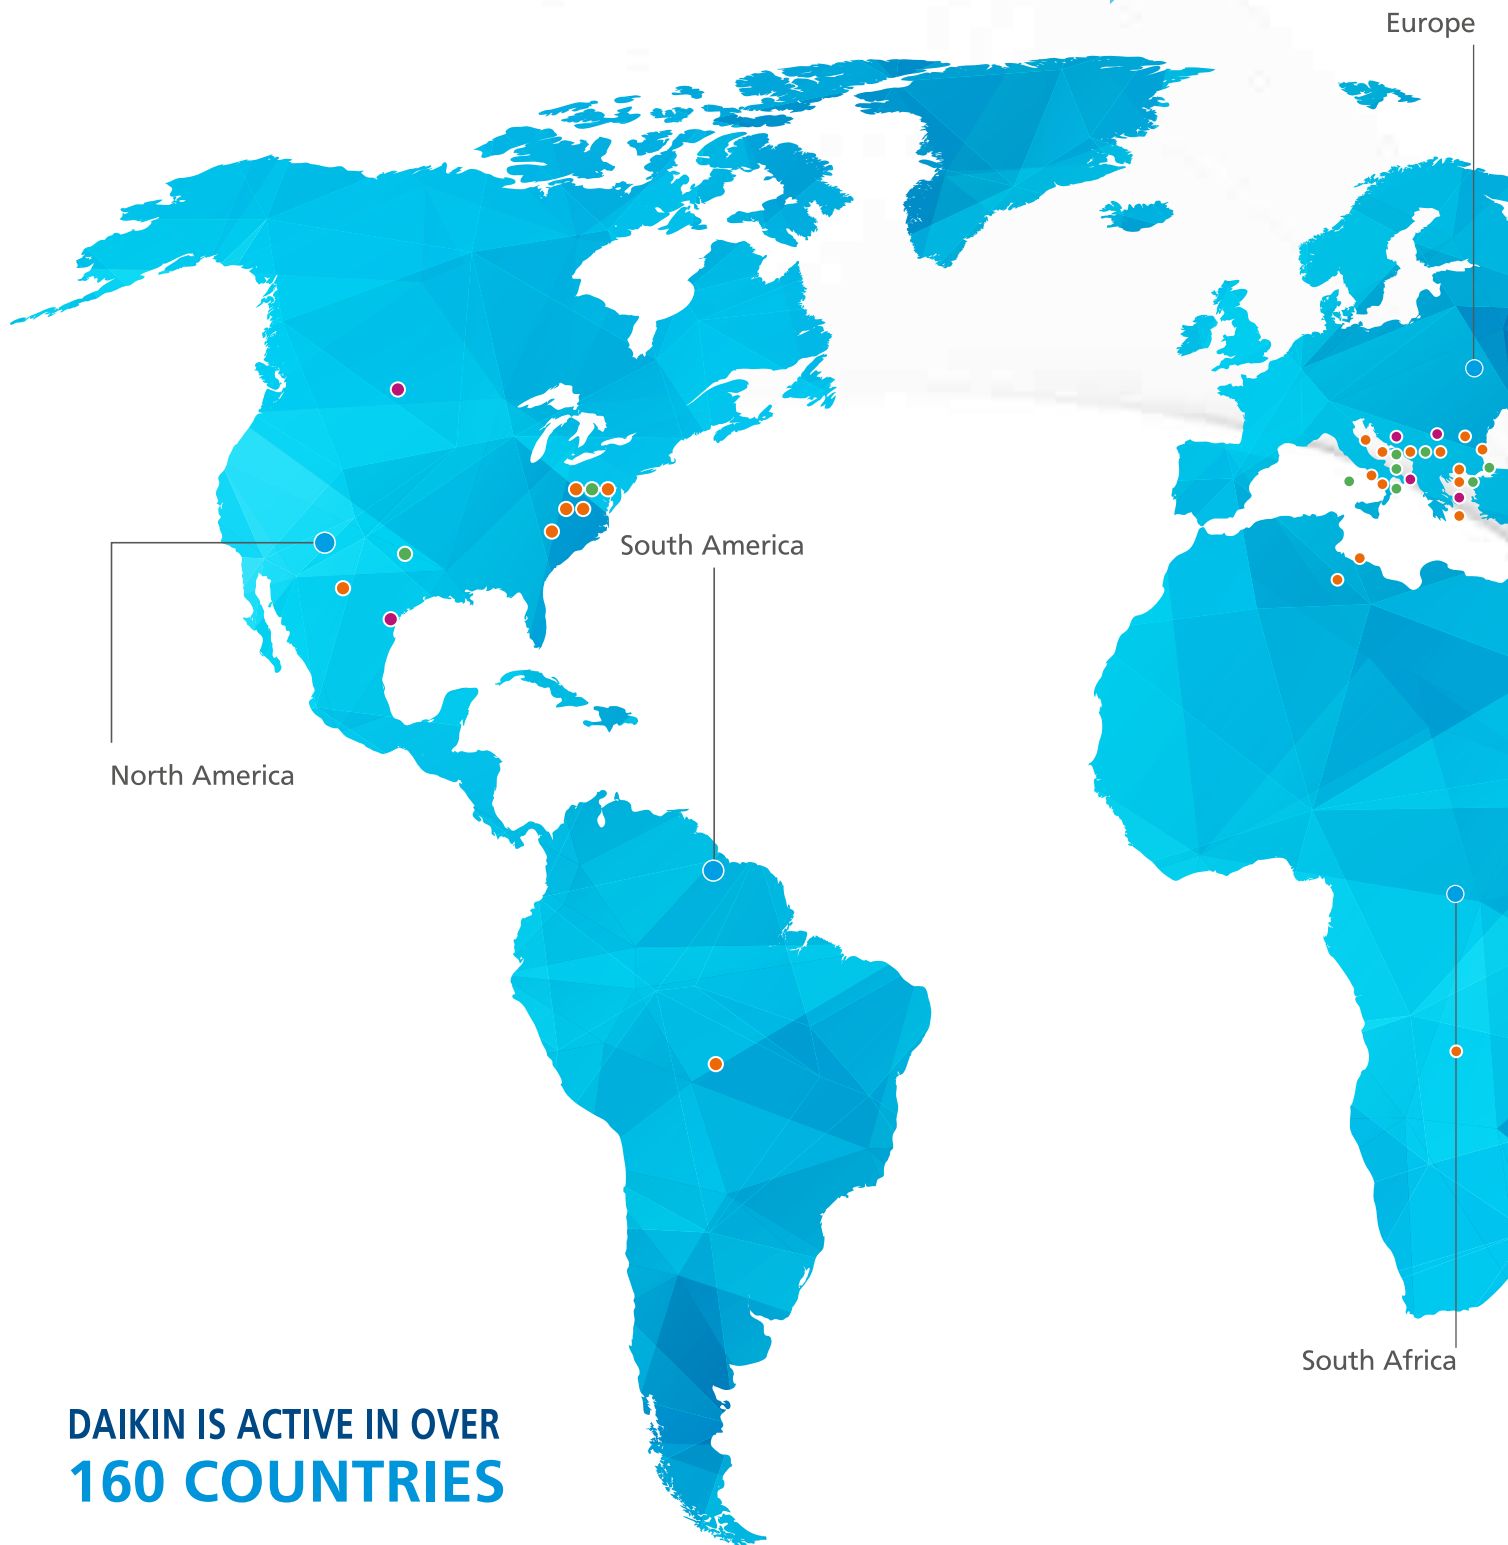 Europe
South America
North America
South Africa
DAIKIN IS ACTIVE IN OVER
160 COUNTRIES